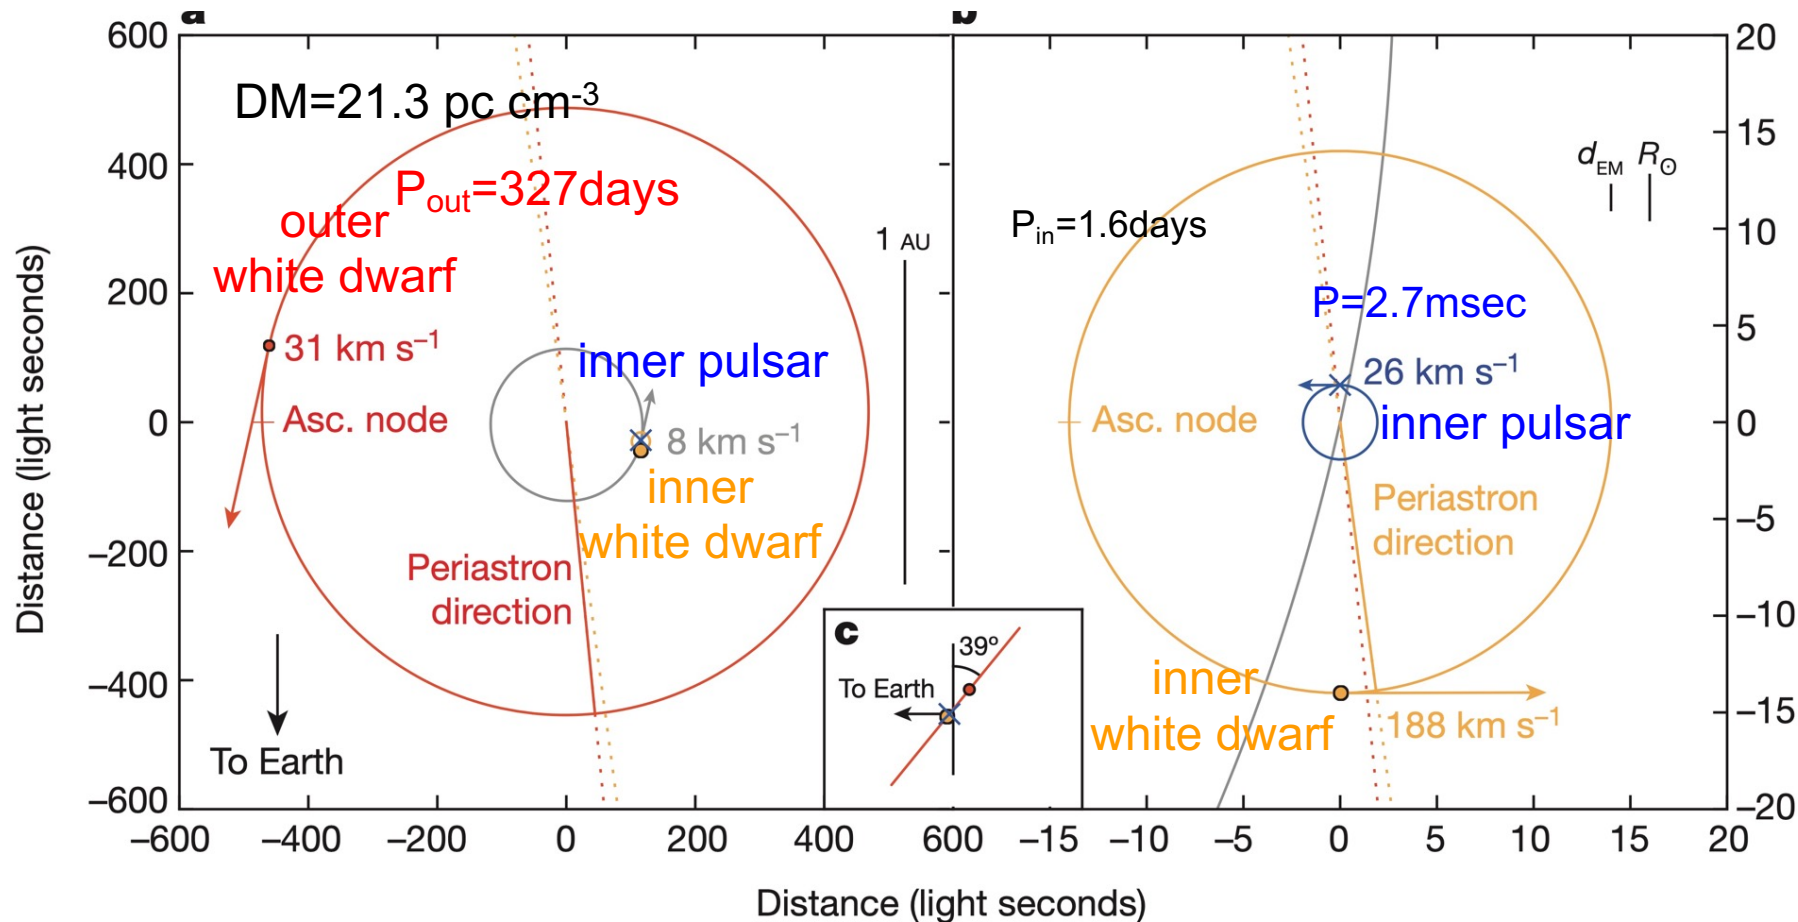 a
b
600
400
200
0
−200
−400
−600
Distance (light seconds)
DM=21.3 pc cm-3
Pout=327days
outer
white dwarf
31 km s–1
Asc. node
inner pulsar
8 km s–1
inner
white dwarf
Periastron
direction
To Earth
1 AU
−600
−400
−200
0
200
400
600
c
39º
To Earth
dEM
R⊙
Pin=1.6days
P=2.7msec
26 km s–1
inner pulsar
Asc. node
Periastron
direction
inner
white dwarf
188 km s–1
20
15
10
5
0
−5
−10
−15
−20
−15
−10
−5
0
5
10
15
20
Distance (light seconds)